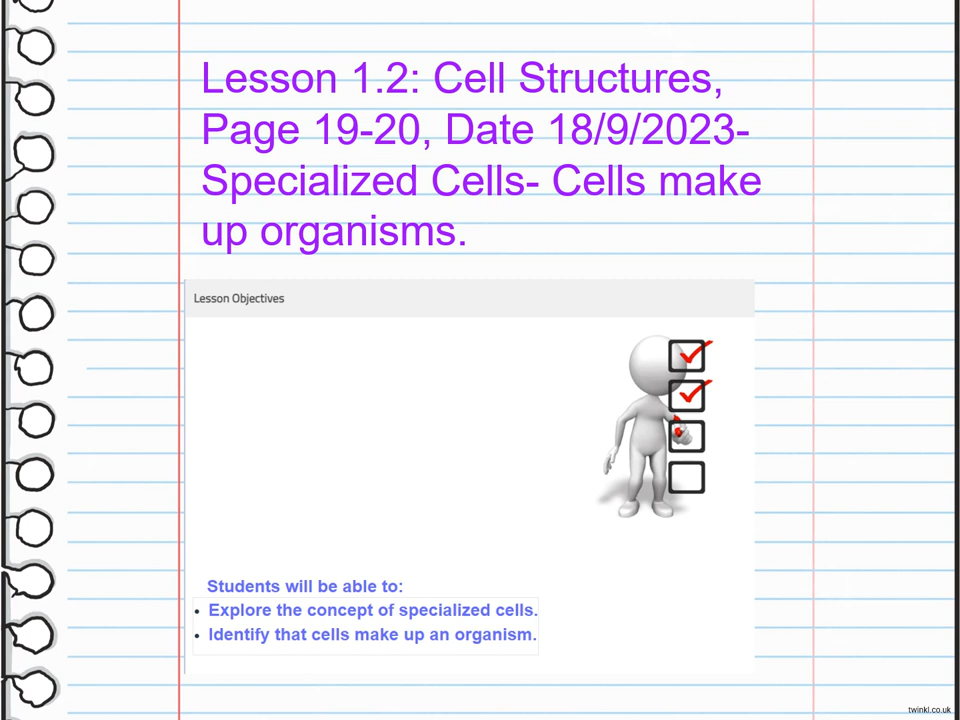 Lesson 1.2: Cell Structures,
Page 19-20, Date 18/9/2023-
Specialized Cells- Cells make
up organisms.
Lesson Objectives
Students will be able to:
• Explore the concept of specialized cells.
• Identify that cells make up an organism.
twinkl.co.uk